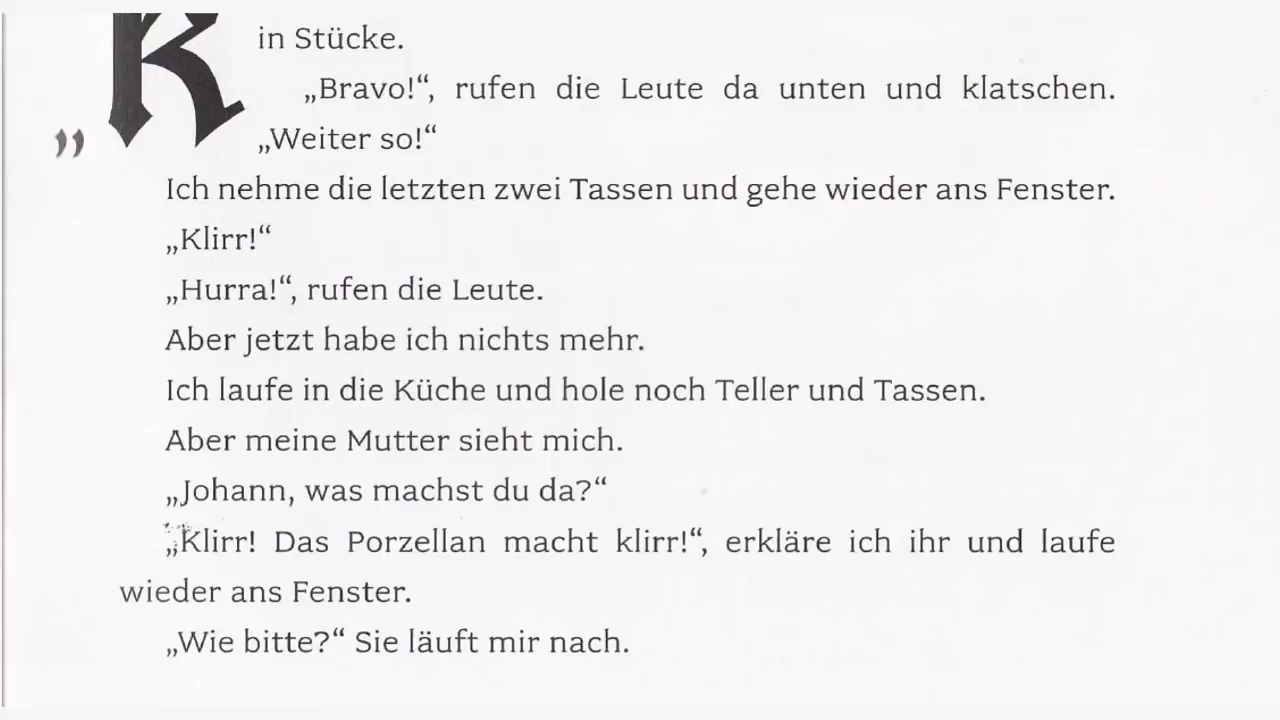 „K
in Stücke.
„Bravo!“, rufen die Leute da unten und klatschen.
„Weiter so!“
Ich nehme die letzten zwei Tassen und gehe wieder ans Fenster.
„Klirr!“
„Hurra!“, rufen die Leute.
Aber jetzt habe ich nichts mehr.
Ich laufe in die Küche und hole noch Teller und Tassen.
Aber meine Mutter sieht mich.
„Johann, was machst du da?“
„Klirr! Das Porzellan macht klirr!“, erkläre ich ihr und laufe
wieder ans Fenster.
„Wie bitte?“ Sie läuft mir nach.